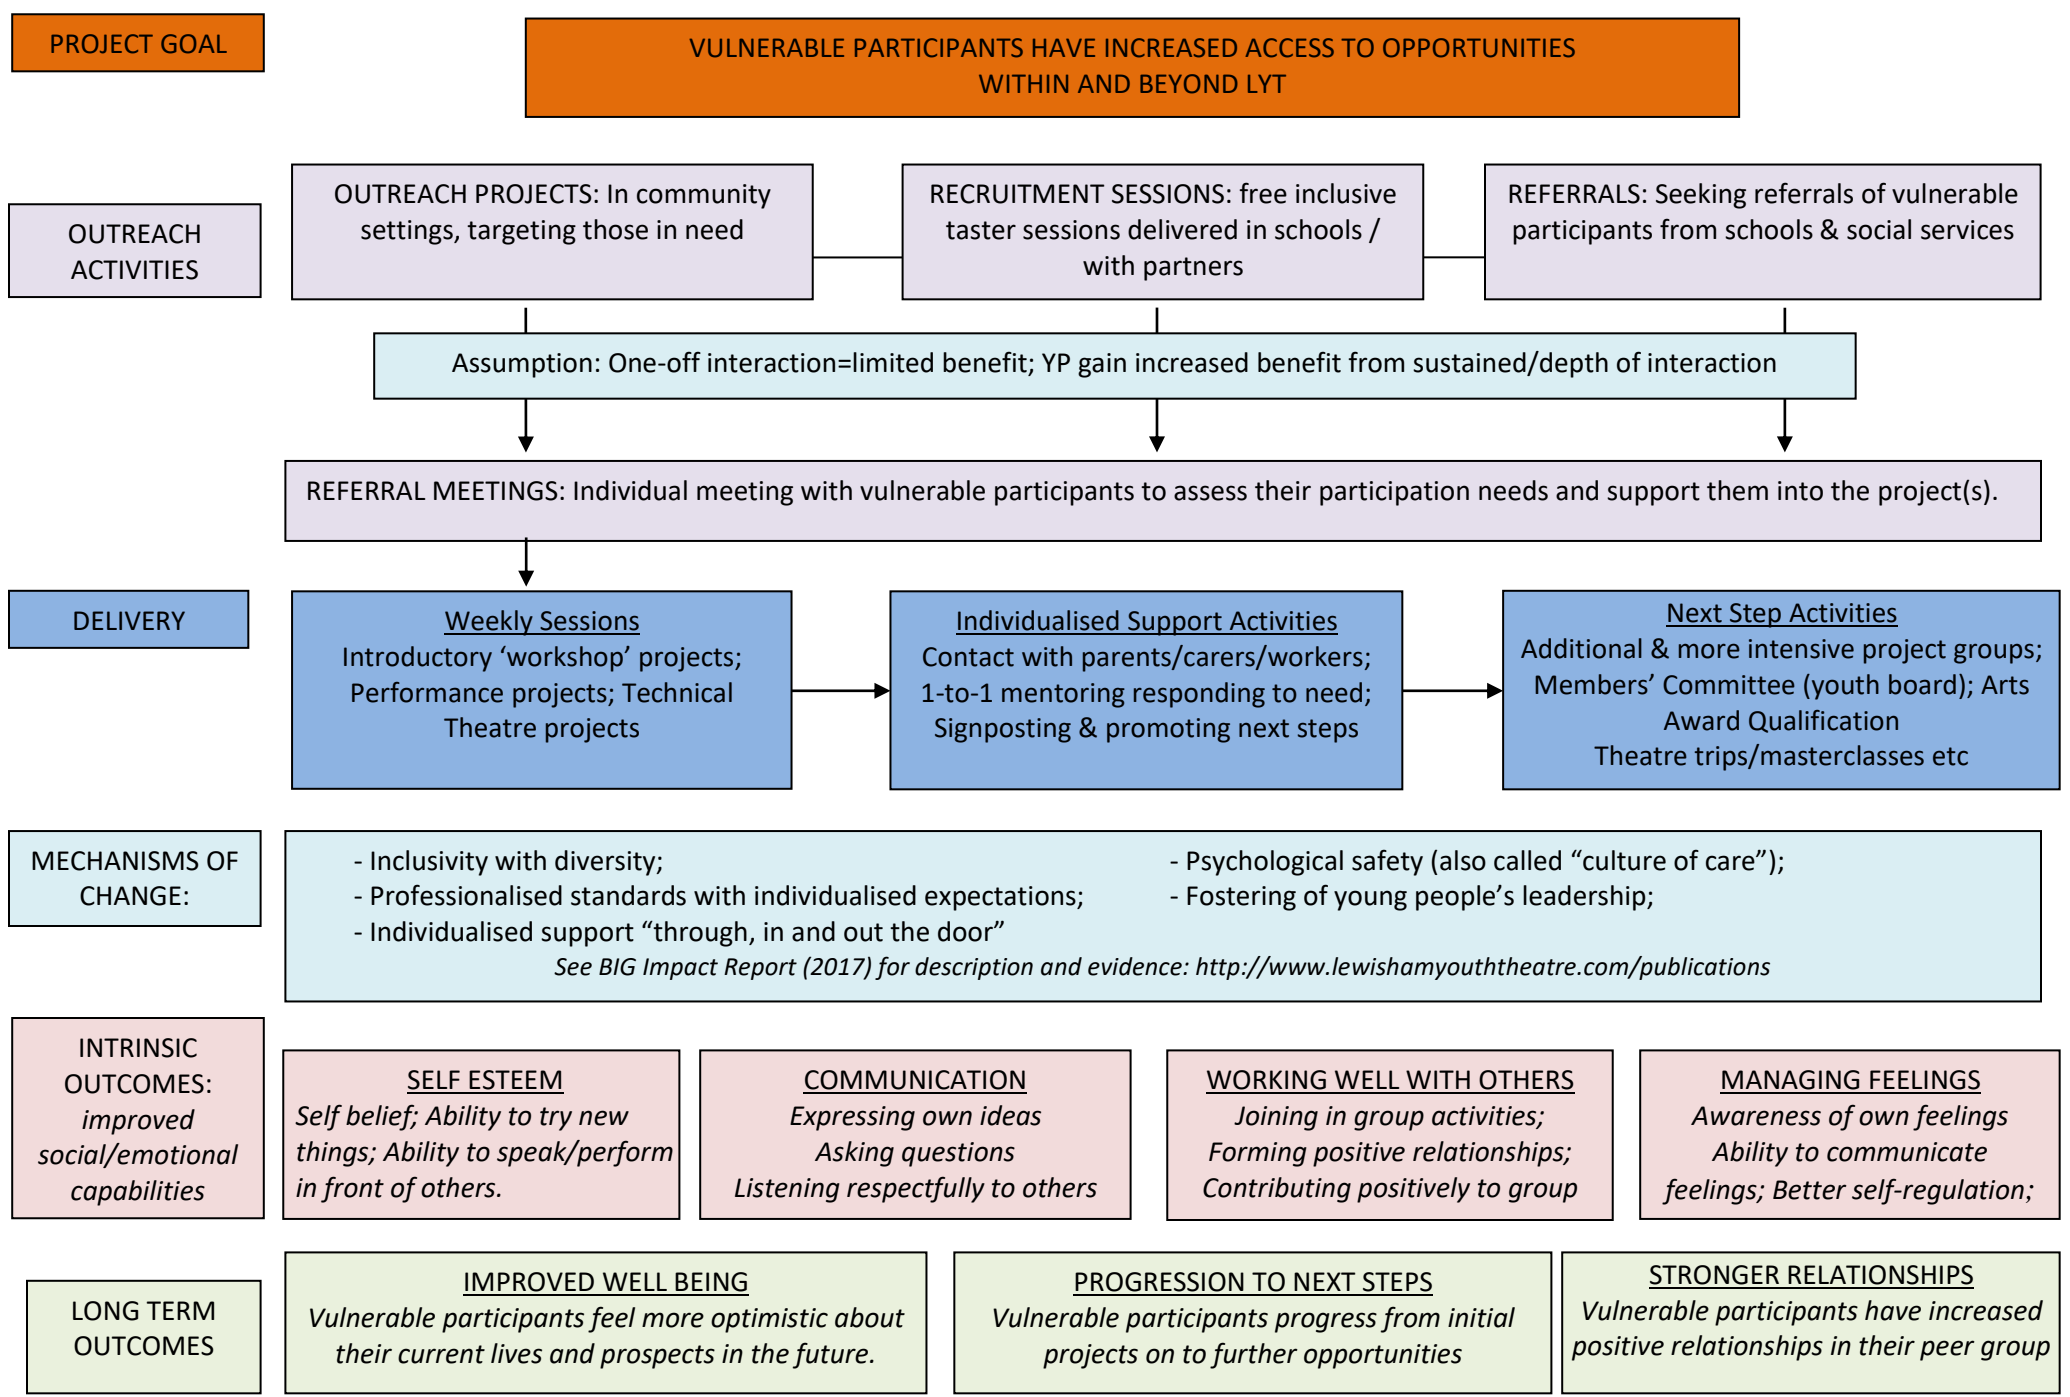 PROJECT GOAL
VULNERABLE PARTICIPANTS HAVE INCREASED ACCESS TO OPPORTUNITIES
WITHIN AND BEYOND LYT
OUTREACH
ACTIVITIES
OUTREACH PROJECTS: In community
settings, targeting those in need
RECRUITMENT SESSIONS: free inclusive
taster sessions delivered in schools /
with partners
REFERRALS: Seeking referrals of vulnerable
participants from schools & social services
Assumption: One-off interaction=limited benefit; YP gain increased benefit from sustained/depth of interaction
REFERRAL MEETINGS: Individual meeting with vulnerable participants to assess their participation needs and support them into the project(s).
DELIVERY
Weekly Sessions
Introductory ‘workshop’ projects;
Performance projects; Technical
Theatre projects
Individualised Support Activities
Contact with parents/carers/workers;
1-to-1 mentoring responding to need;
Signposting & promoting next steps
Next Step Activities
Additional & more intensive project groups;
Members’ Committee (youth board); Arts
Award Qualification
Theatre trips/masterclasses etc
MECHANISMS OF
CHANGE:
- Inclusivity with diversity;
- Professionalised standards with individualised expectations;
- Individualised support “through, in and out the door”
- Psychological safety (also called “culture of care”);
- Fostering of young people’s leadership;
See BIG Impact Report (2017) for description and evidence: http://www.lewishamyouththeatre.com/publications
INTRINSIC
OUTCOMES:
improved
social/emotional
capabilities
SELF ESTEEM
Self belief; Ability to try new
things; Ability to speak/perform
in front of others.
COMMUNICATION
Expressing own ideas
Asking questions
Listening respectfully to others
WORKING WELL WITH OTHERS
Joining in group activities;
Forming positive relationships;
Contributing positively to group
MANAGING FEELINGS
Awareness of own feelings
Ability to communicate
feelings; Better self-regulation;
LONG TERM
OUTCOMES
IMPROVED WELL BEING
Vulnerable participants feel more optimistic about
their current lives and prospects in the future.
PROGRESSION TO NEXT STEPS
Vulnerable participants progress from initial
projects on to further opportunities
STRONGER RELATIONSHIPS
Vulnerable participants have increased
positive relationships in their peer group